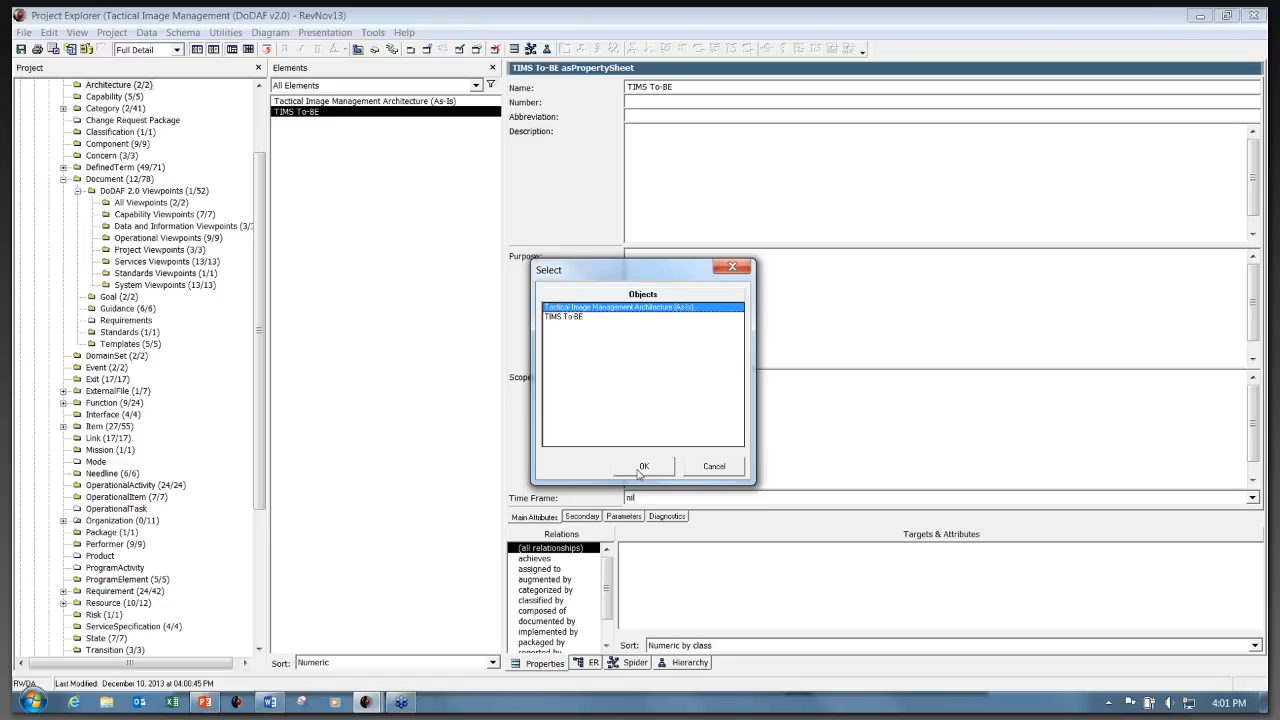 Project Explorer (Tactical Image Management (DoDAF v2.0) - RevNov13)
File Edit View Project Data Schema Utilities Diagram Presentation Tools Help
Full Detail
Project
Elements
TIMS To-BE asPropertySheet
Architecture (2/2)
Capability (5/5)
Category (2/41)
Change Request Package
Classification (1/1)
Component (9/9)
Concern (3/3)
DefinedTerm (49/71)
Document (12/78)
DoDAF 2.0 Viewpoints (1/52)
All Viewpoints (2/2)
Capability Viewpoints (7/7)
Data and Information Viewpoints (3/3
Operational Viewpoints (9/9)
Project Viewpoints (3/3)
Services Viewpoints (13/13)
Standards Viewpoints (1/1)
System Viewpoints (13/13)
Goal (2/2)
Guidance (6/6)
Requirements
Standards (1/1)
Templates (5/5)
DomainSet (2/2)
Event (2/2)
Exit (17/17)
ExternalFile (1/7)
Function (9/24)
Interface (4/4)
Item (27/55)
Link (17/17)
Mission (1/1)
Mode
Needline (6/6)
OperationalActivity (24/24)
OperationalItem (7/7)
OperationalTask
Organization (0/11)
Package (1/1)
Performer (9/9)
Product
ProgramActivity
ProgramElement (5/5)
Requirement (24/42)
Resource (10/12)
Risk (1/1)
ServiceSpecification (4/4)
State (7/7)
Transition (3/3)
All Elements
Tactical Image Management Architecture (As-Is)
TIMS To-BE
Sort: Numeric
Name: TIMS To-BE
Number:
Abbreviation:
Description:
Purpose:
Scope
Time Frame: nil
Select
Objects
Tactical Image Management Architecture (As-Is)
TIMS To-BE
OK Cancel
Main Attributes Secondary Parameters Diagnostics
Relations
Targets & Attributes
(all relationships)
achieves
assigned to
augmented by
categorized by
classified by
composed of
documented by
implemented by
packaged by
reported by
Sort: Numeric by class
Properties ER Spider Hierarchy
RWDA Last Modified: December 10, 2013 at 04:00:45 PM
4:01 PM